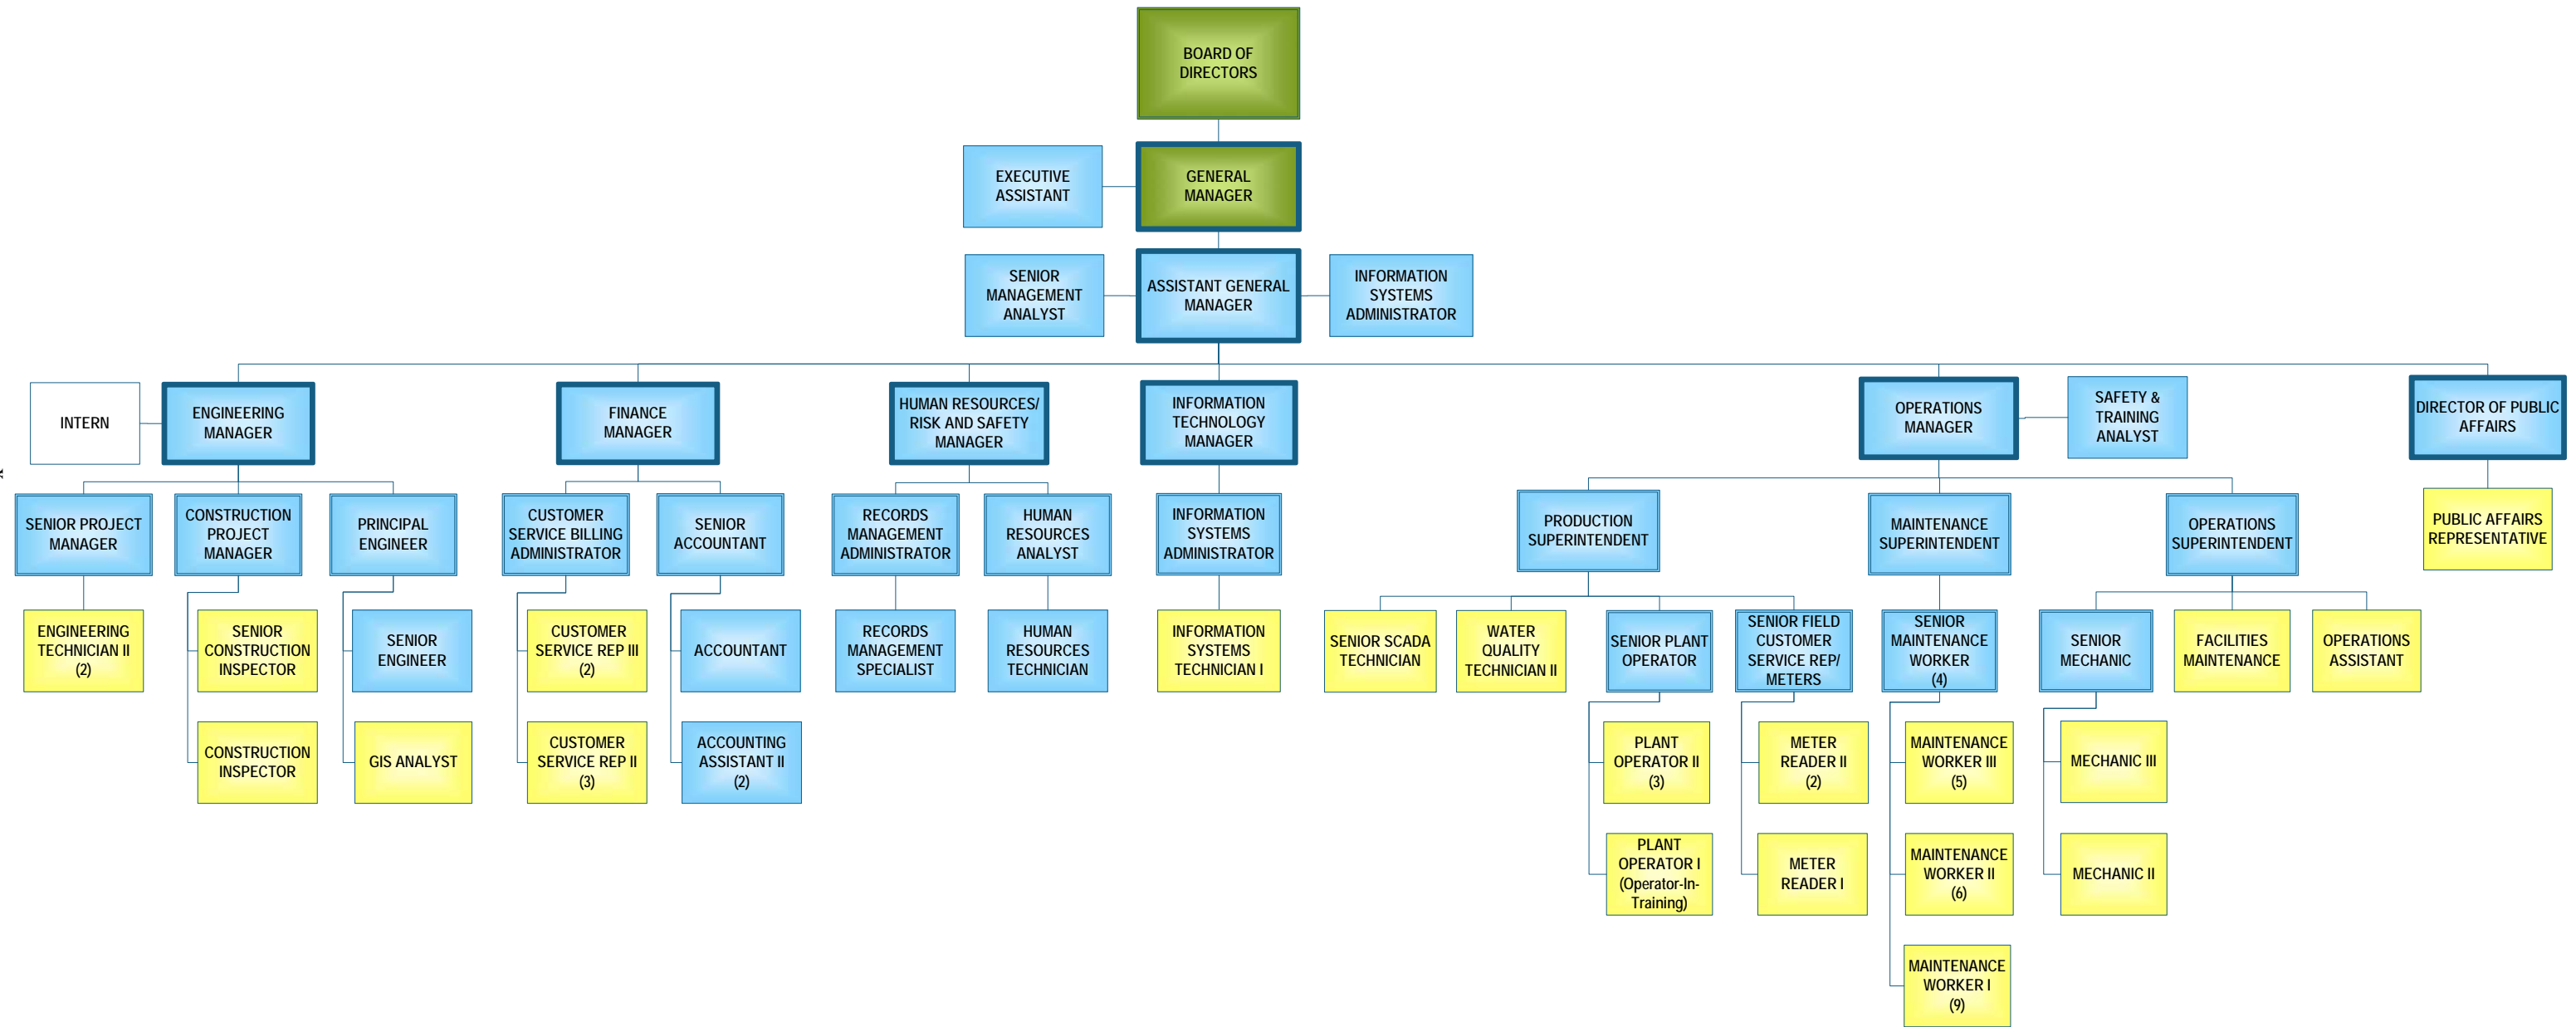 BOARD OF
DIRECTORS
EXECUTIVE
ASSISTANT
GENERAL
MANAGER
SENIOR
MANAGEMENT
ANALYST
ASSISTANT GENERAL
MANAGER
INFORMATION
SYSTEMS
ADMINISTRATOR
INTERN
ENGINEERING
MANAGER
FINANCE
MANAGER
HUMAN RESOURCES/
RISK AND SAFETY
MANAGER
INFORMATION
TECHNOLOGY
MANAGER
OPERATIONS
MANAGER
SAFETY &
TRAINING
ANALYST
DIRECTOR OF PUBLIC
AFFAIRS
SENIOR PROJECT
MANAGER
CONSTRUCTION
PROJECT
MANAGER
PRINCIPAL
ENGINEER
CUSTOMER
SERVICE BILLING
ADMINISTRATOR
SENIOR
ACCOUNTANT
RECORDS
MANAGEMENT
ADMINISTRATOR
HUMAN
RESOURCES
ANALYST
INFORMATION
SYSTEMS
ADMINISTRATOR
PRODUCTION
SUPERINTENDENT
MAINTENANCE
SUPERINTENDENT
OPERATIONS
SUPERINTENDENT
PUBLIC AFFAIRS
REPRESENTATIVE
ENGINEERING
TECHNICIAN II
(2)
SENIOR
CONSTRUCTION
INSPECTOR
SENIOR
ENGINEER
CUSTOMER
SERVICE REP III
(2)
ACCOUNTANT
RECORDS
MANAGEMENT
SPECIALIST
HUMAN
RESOURCES
TECHNICIAN
INFORMATION
SYSTEMS
TECHNICIAN I
SENIOR SCADA
TECHNICIAN
WATER
QUALITY
TECHNICIAN II
SENIOR PLANT
OPERATOR
SENIOR FIELD
CUSTOMER
SERVICE REP/
METERS
SENIOR
MAINTENANCE
WORKER
(4)
SENIOR
MECHANIC
FACILITIES
MAINTENANCE
OPERATIONS
ASSISTANT
CONSTRUCTION
INSPECTOR
GIS ANALYST
CUSTOMER
SERVICE REP II
(3)
ACCOUNTING
ASSISTANT II
(2)
PLANT
OPERATOR II
(3)
METER
READER II
(2)
MAINTENANCE
WORKER III
(5)
MECHANIC III
PLANT
OPERATOR I
(Operator-In-
Training)
METER
READER I
MAINTENANCE
WORKER II
(6)
MECHANIC II
MAINTENANCE
WORKER I
(9)